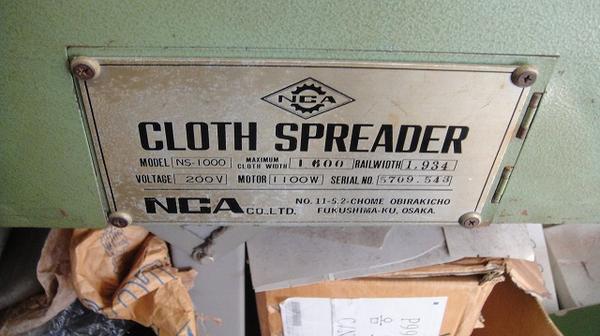 NCA
CLOTH SPREADER
MODEL NS-1000 MAXIMUM CLOTH WIDTH 1 600 RAILWIDTH 1.934
VOLTAGE 200V MOTOR 1100W SERIAL NO. 5709.543
NCA CO.,LTD. NO. 11-5.2-CHOME OBIRAKICHO
FUKUSHIMA-KU, OSAKA.